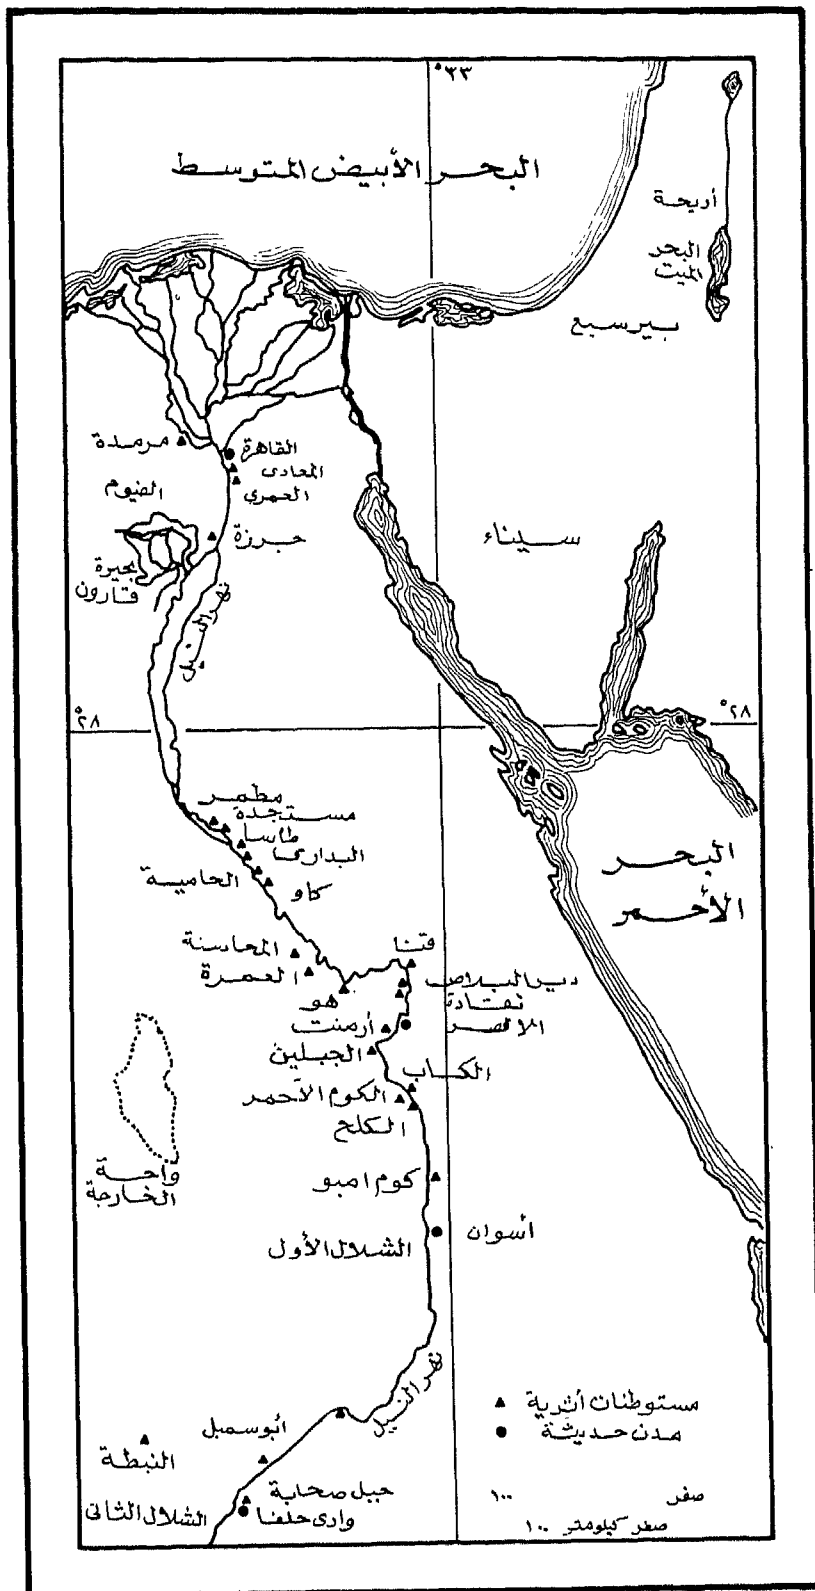 °٣٣
البحر الأبيض المتوسط
أريحة
البحر
الميت
بيرسبع
مرمدة
القاهرة
المعادى
العمري
الفيوم
جرزة
سيناء
بحيرة
قارون
نهر النيل
°٢٨
°٢٨
مطمر
مستجدة
طاسا
البدارى
الحامية
كاو
البحر
الأحمر
المحاسنة
قنا
العمرة
دير البلاص
هو
نقادة
أرمنت
الأقصر
الجبلين
الكاب
الكوم الأحمر
الكلح
واحة
الخارجة
كوم امبو
أسوان
الشلال الأول
نهر النيل
مستوطنات أثرية
مدن حديثة
أبوسمبل
النبطة
جبل صحابة
وادى حلفا
الشلال الثانى
صفر ١٠٠
صفر كيلومتر ١٠٠